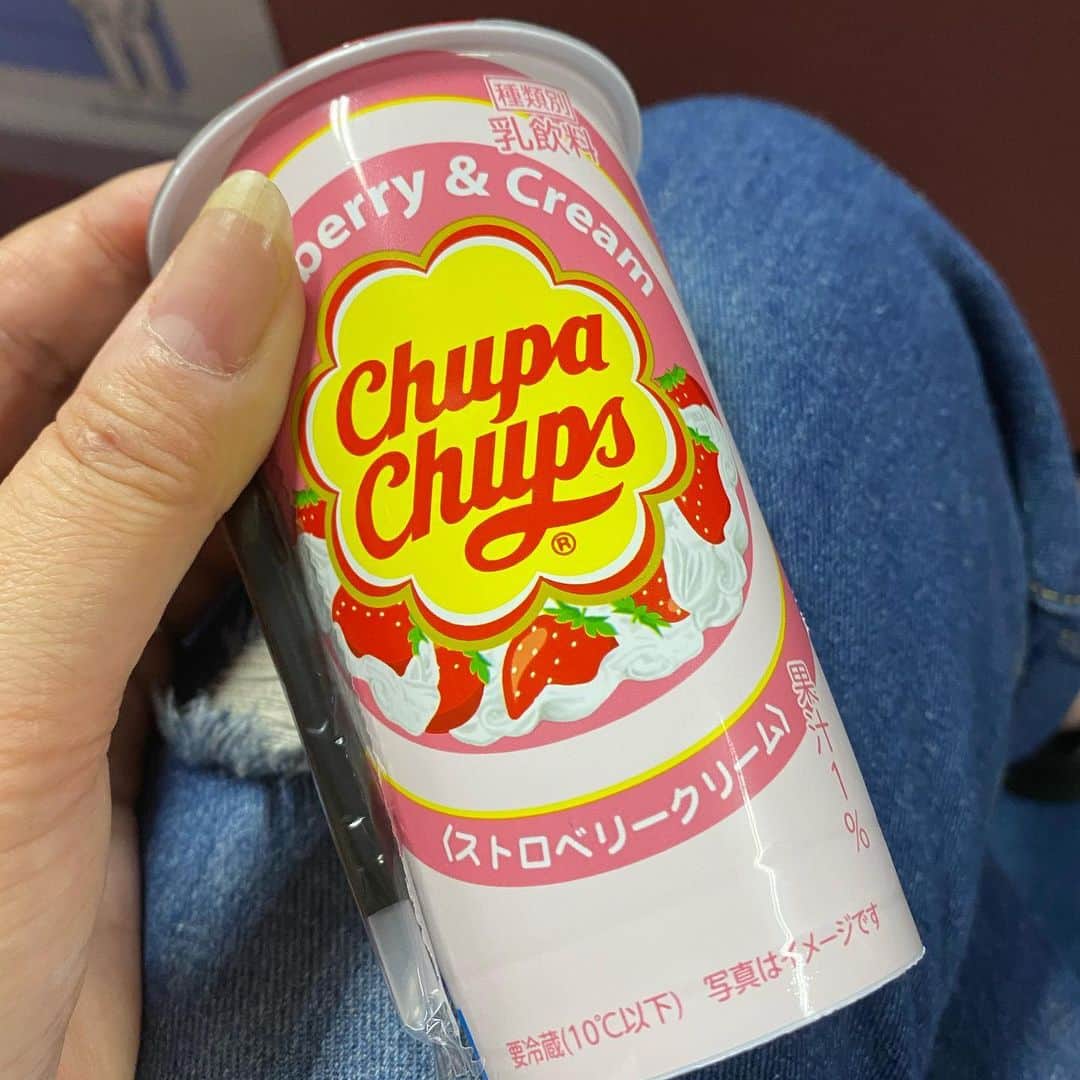 種類別
乳飲料
berry & Cream
Chupa
Chups
®
〈ストロベリークリーム〉
果汁1%
要冷蔵(10℃以下) 写真はイメージです